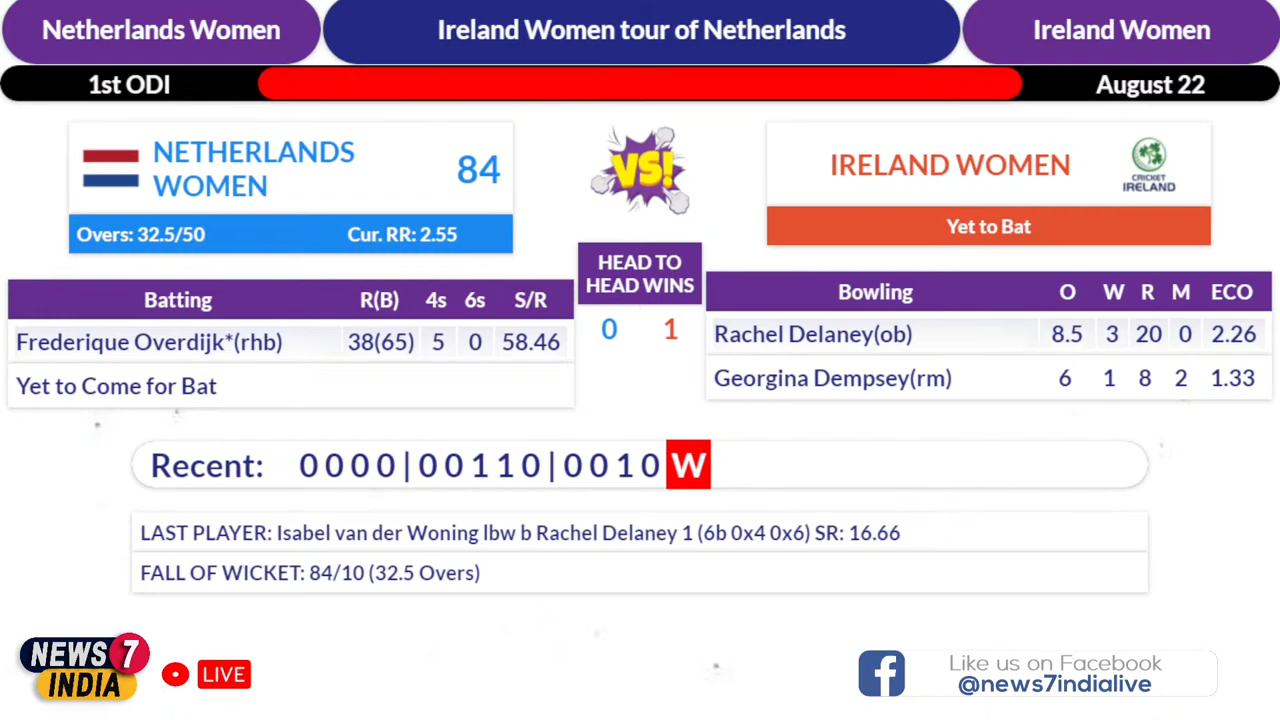 Netherlands Women
Ireland Women tour of Netherlands
Ireland Women
1st ODI
August 22
NETHERLANDS
WOMEN
84
Overs: 32.5/50 Cur. RR: 2.55
VS!
IRELAND WOMEN
CRICKET
IRELAND
Yet to Bat
Batting R(B) 4s 6s S/R
Frederique Overdijk*(rhb) 38(65) 5 0 58.46
Yet to Come for Bat
HEAD TO
HEAD WINS
0 1
Bowling O W R M ECO
Rachel Delaney(ob) 8.5 3 20 0 2.26
Georgina Dempsey(rm) 6 1 8 2 1.33
Recent: 0 0 0 0 | 0 0 1 1 0 | 0 0 1 0 W
LAST PLAYER: Isabel van der Woning lbw b Rachel Delaney 1 (6b 0x4 0x6) SR: 16.66
FALL OF WICKET: 84/10 (32.5 Overs)
NEWS 7
INDIA
LIVE
Like us on Facebook
@news7indialive